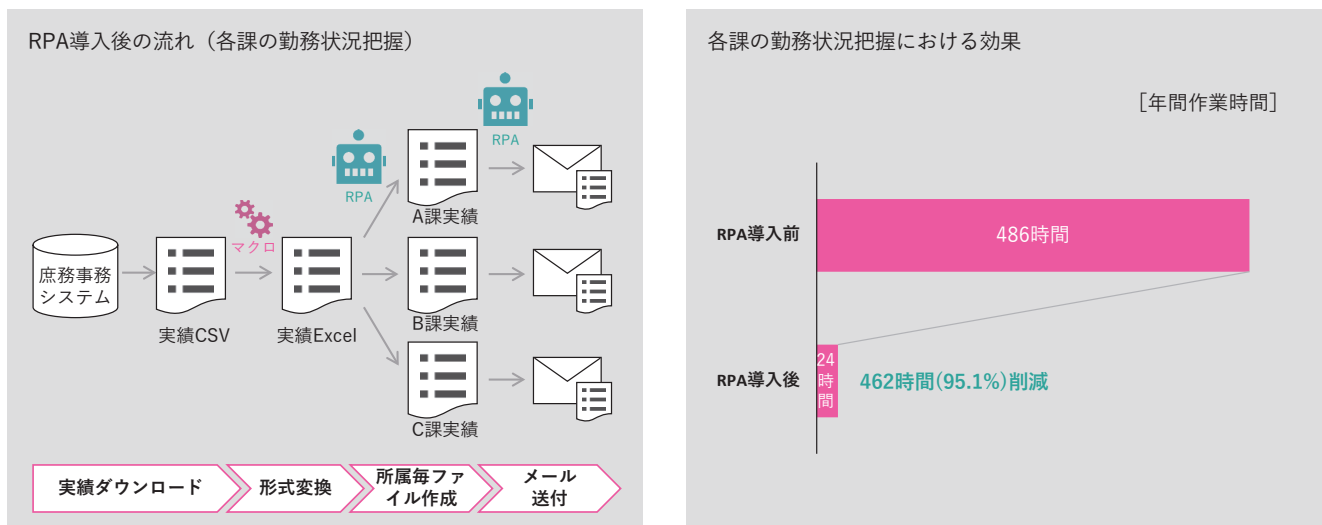 RPA導入後の流れ（各課の勤務状況把握）
RPA
RPA
A課実績
マクロ
庶務事務
システム
実績CSV
実績Excel
B課実績
C課実績
実績ダウンロード
形式変換
所属毎ファ
イル作成
メール
送付
各課の勤務状況把握における効果
［年間作業時間］
RPA導入前
486時間
RPA導入後
24
時
間
462時間(95.1%)削減